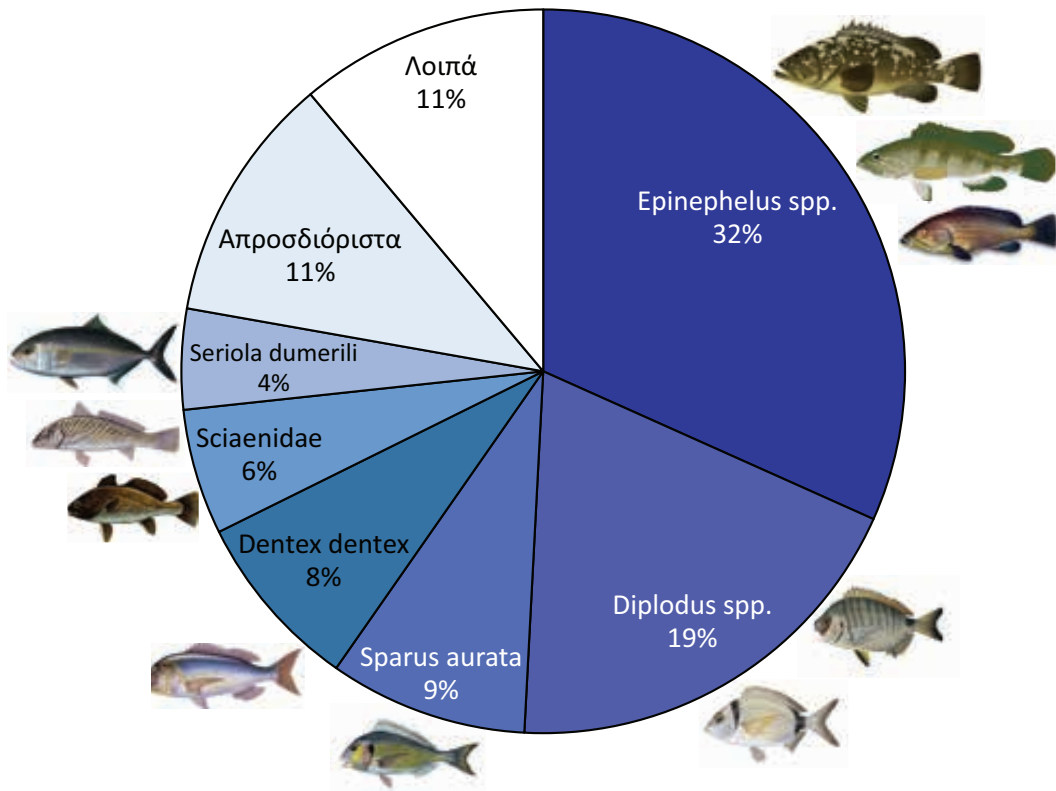 Λοιπά
11%
Epinephelus spp.
32%
Απροσδιόριστα
11%
Seriola dumerili
4%
Sciaenidae
6%
Dentex dentex
8%
Sparus aurata
9%
Diplodus spp.
19%